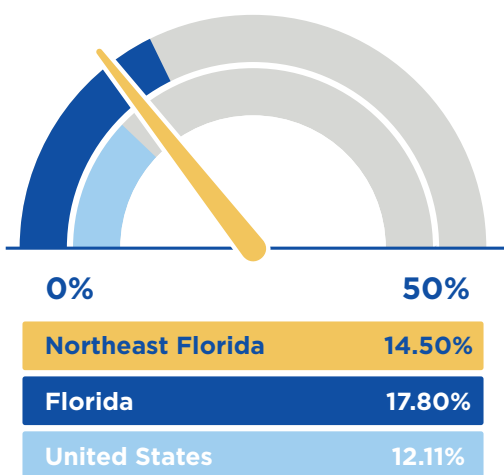 0% 50%
Northeast Florida 14.50%
Florida 17.80%
United States 12.11%